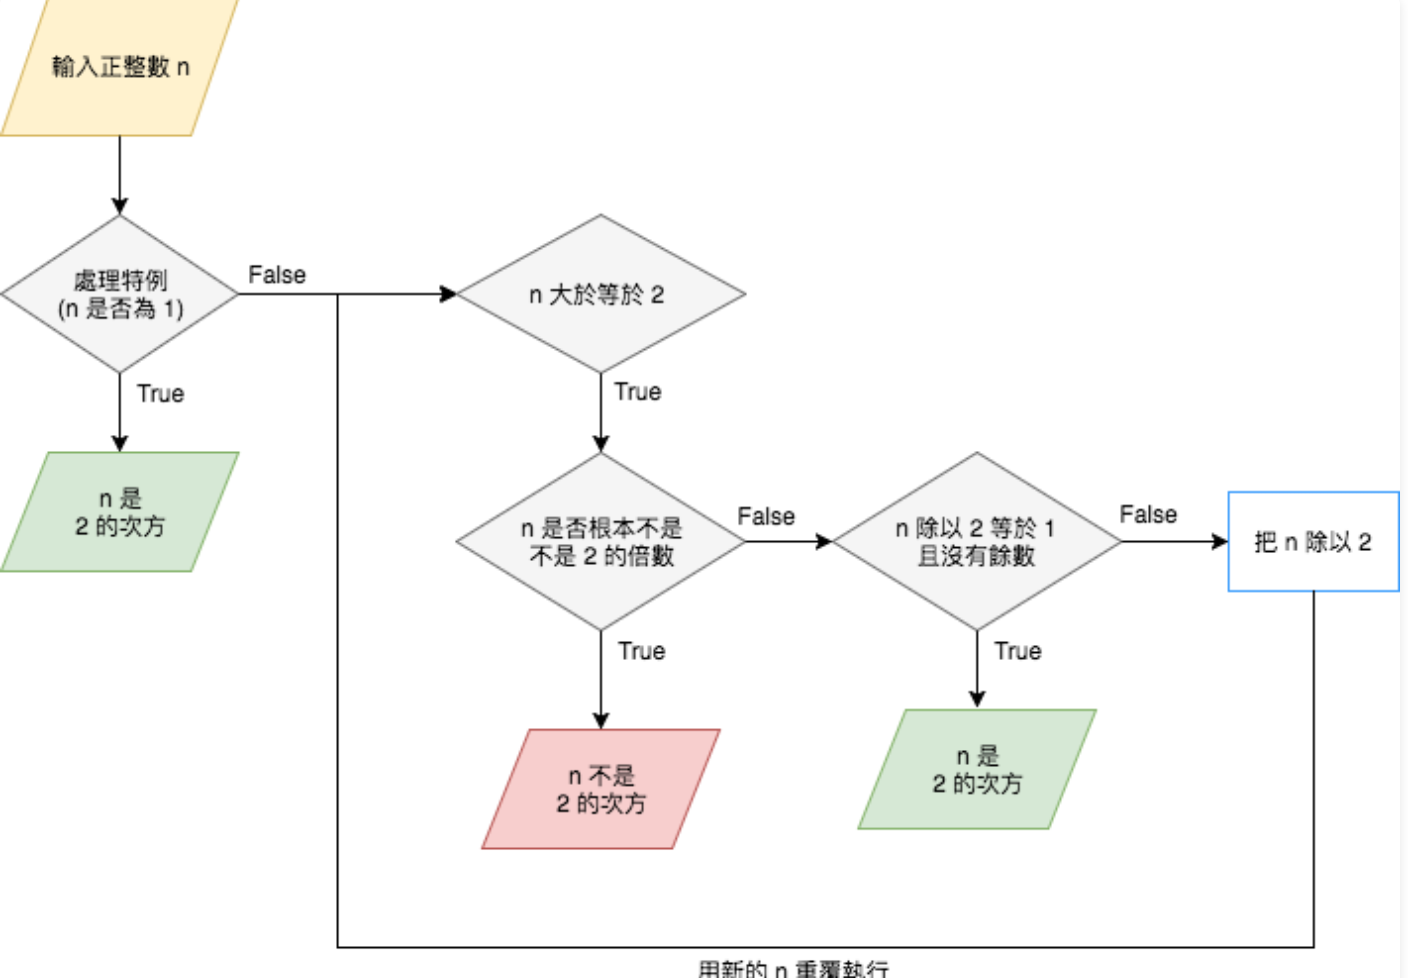 輸入正整數 n
處理特例
(n 是否為 1)
False
n 大於等於 2
True
True
n 是
2 的次方
n 是否根本不是
不是 2 的倍數
False
n 除以 2 等於 1
且沒有餘數
False
把 n 除以 2
True
True
n 不是
2 的次方
n 是
2 的次方
用新的 n 重覆執行